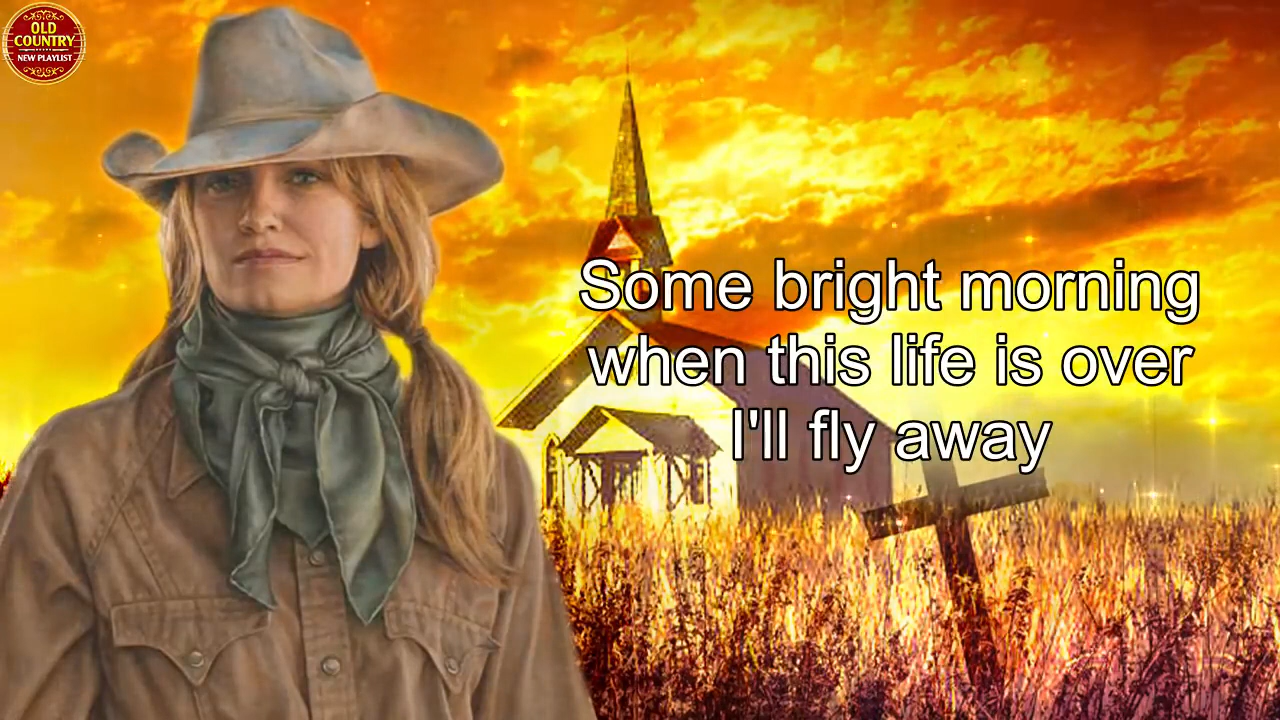 OLD
COUNTRY
NEW PLAYLIST
Some bright morning
when this life is over
I'll fly away